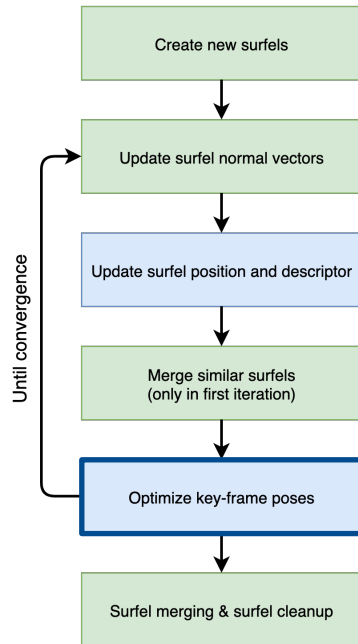 Create new surfels
Update surfel normal vectors
Update surfel position and descriptor
Merge similar surfels
(only in first iteration)
Until convergence
Optimize key-frame poses
Surfel merging & surfel cleanup